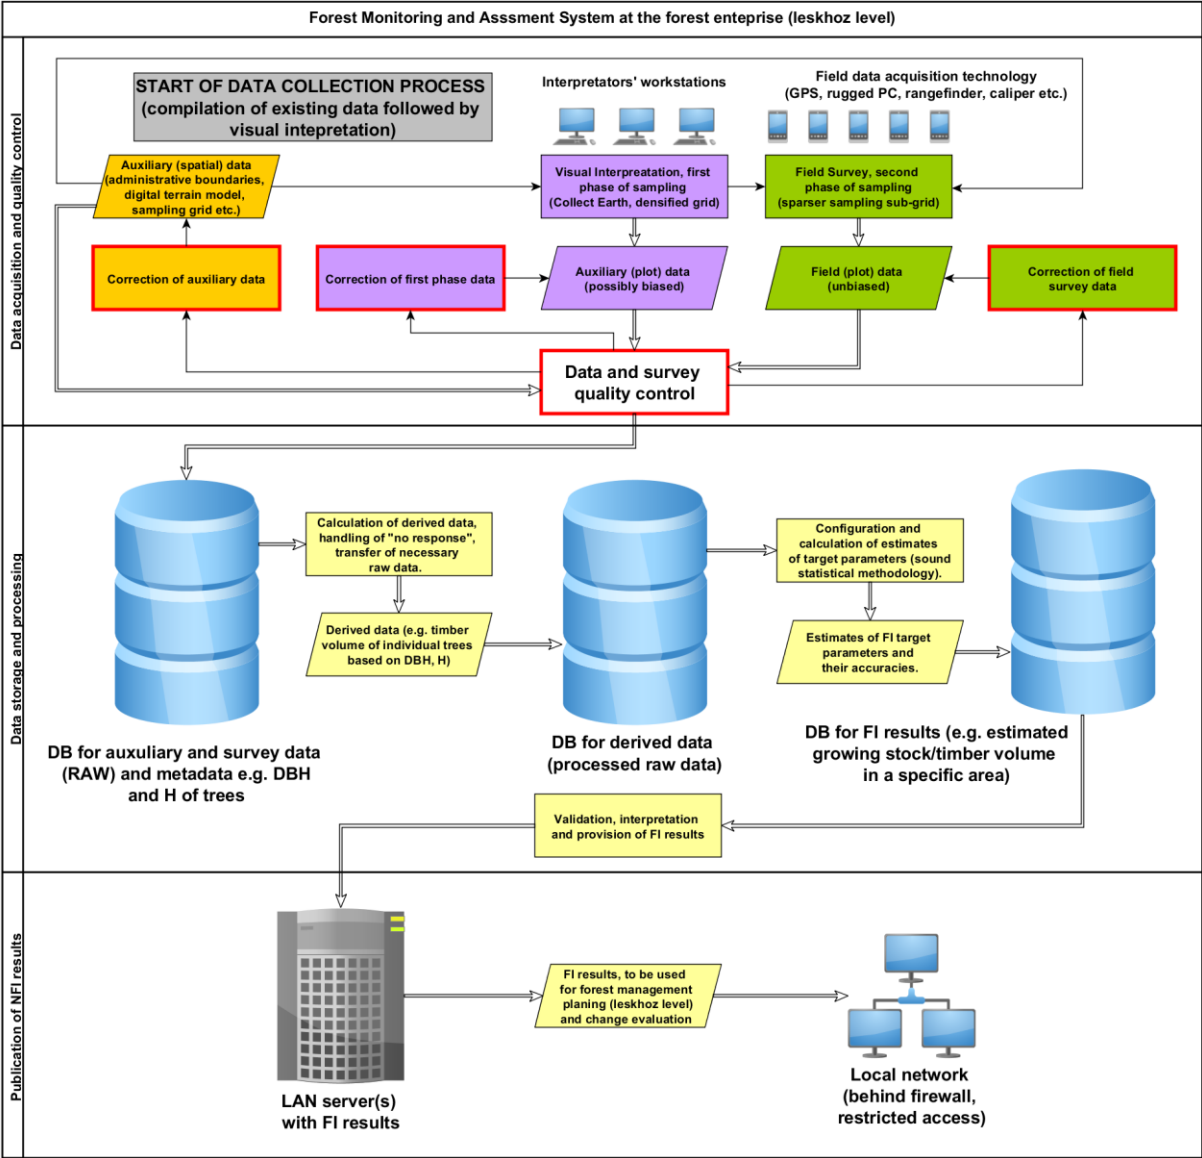 Forest Monitoring and Asssment System at the forest enteprise (leskhoz level)
Data acquisition and quality control
START OF DATA COLLECTION PROCESS
(compilation of existing data followed by
visual intepretation)
Interpretators' workstations
Field data acquisition technology
(GPS, rugged PC, rangefinder, caliper etc.)
Auxiliary (spatial) data
(administrative boundaries,
digital terrain model,
sampling grid etc.)
Visual Interpreatation, first
phase of sampling
(Collect Earth, densified grid)
Field Survey, second
phase of sampling
(sparser sampling sub-grid)
Correction of auxiliary data
Correction of first phase data
Auxiliary (plot) data
(possibly biased)
Field (plot) data
(unbiased)
Correction of field
survey data
Data and survey
quality control
Data storage and processing
Calculation of derived data,
handling of "no response",
transfer of necessary
raw data.
Derived data (e.g. timber
volume of individual trees
based on DBH, H)
Configuration and
calculation of estimates
of target parameters (sound
statistical methodology).
Estimates of FI target
parameters and
their accuracies.
DB for auxuliary and survey data
(RAW) and metadata e.g. DBH
and H of trees
DB for derived data
(processed raw data)
DB for FI results (e.g. estimated
growing stock/timber volume
in a specific area)
Validation, interpretation
and provision of FI results
Publication of NFI results
LAN server(s)
with FI results
FI results, to be used
for forest management
planing (leskhoz level)
and change evaluation
Local network
(behind firewall,
restricted access)